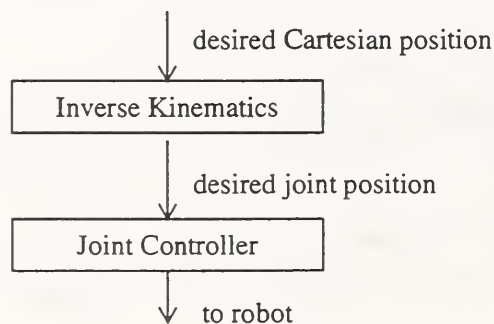 desired Cartesian position
Inverse Kinematics
desired joint position
Joint Controller
to robot